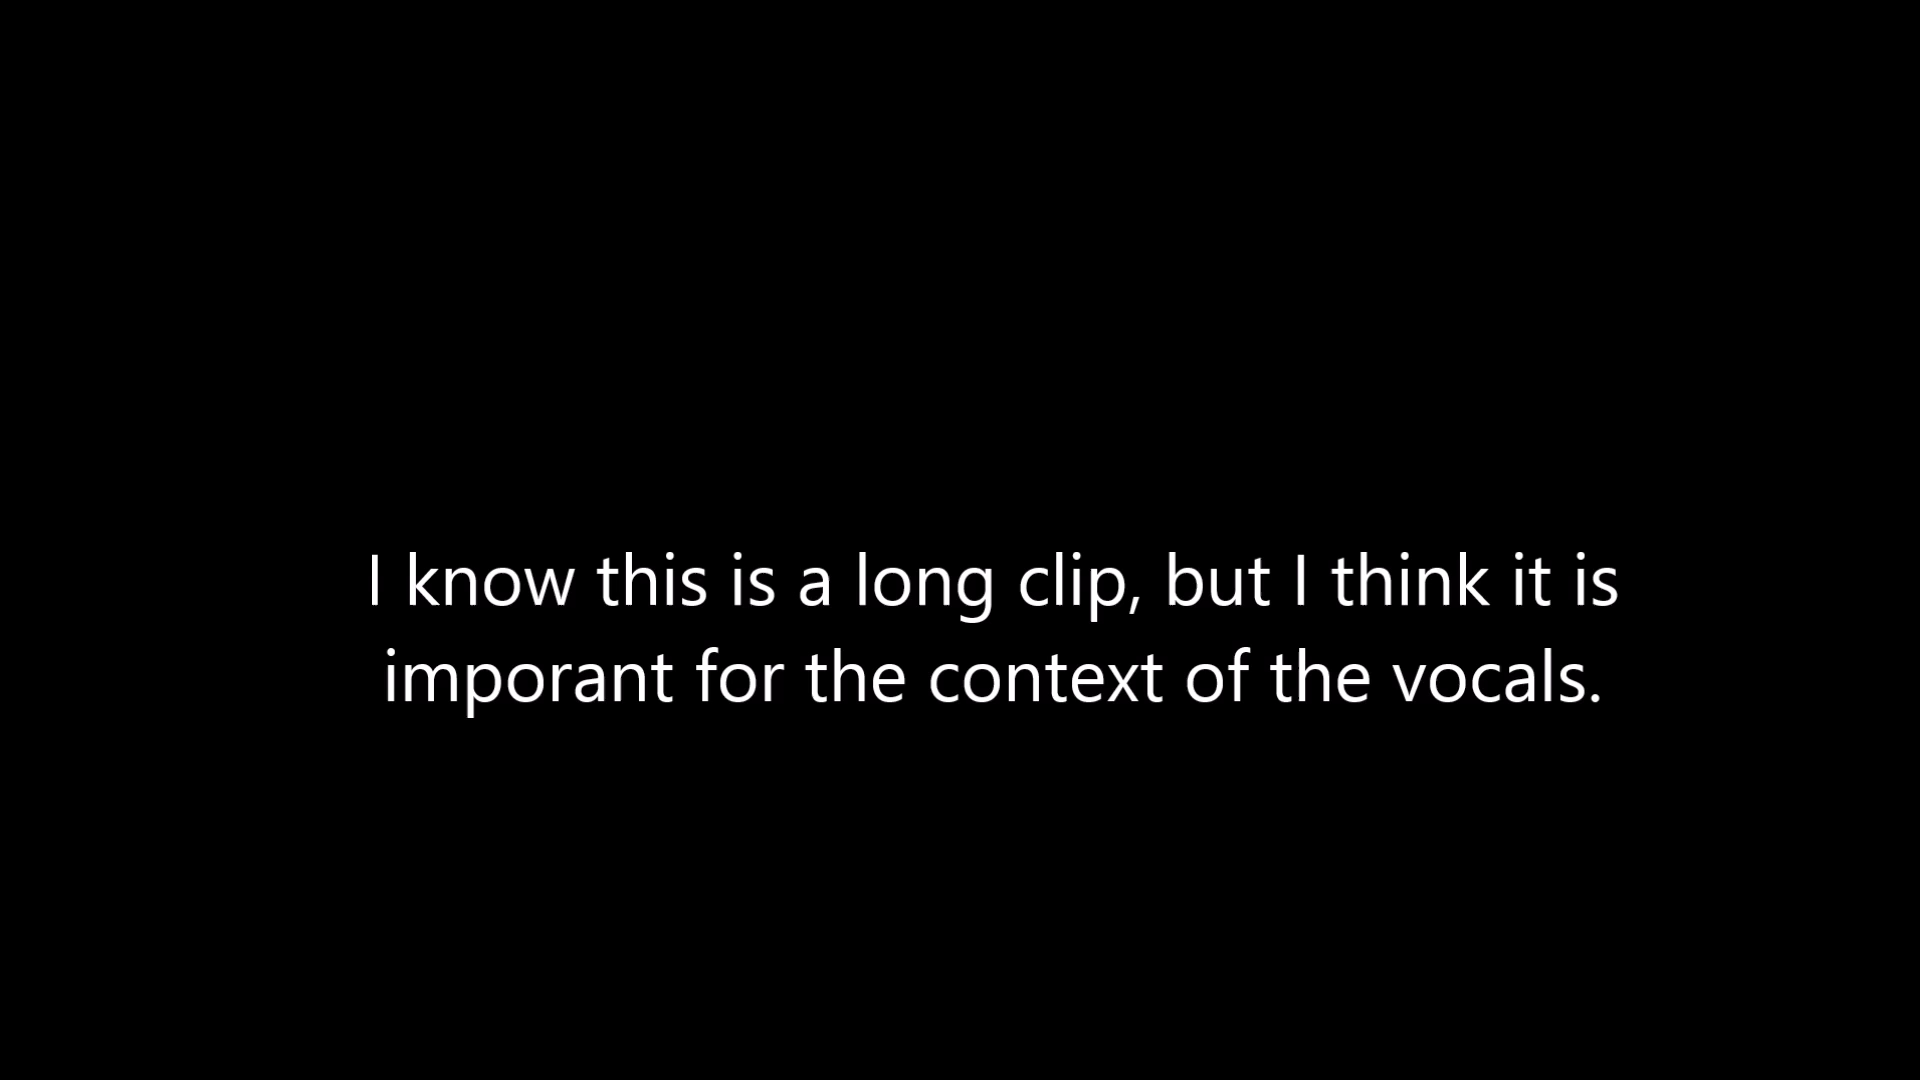 I know this is a long clip, but I think it is
imporant for the context of the vocals.